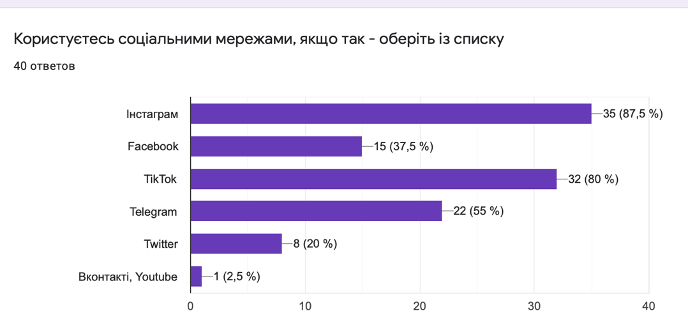 Користуєтесь соціальними мережами, якщо так - оберіть із списку
40 ответов
Інстаграм 35 (87,5 %)
Facebook 15 (37,5 %)
TikTok 32 (80 %)
Telegram 22 (55 %)
Twitter 8 (20 %)
Вконтакті, Youtube 1 (2,5 %)
0 10 20 30 40